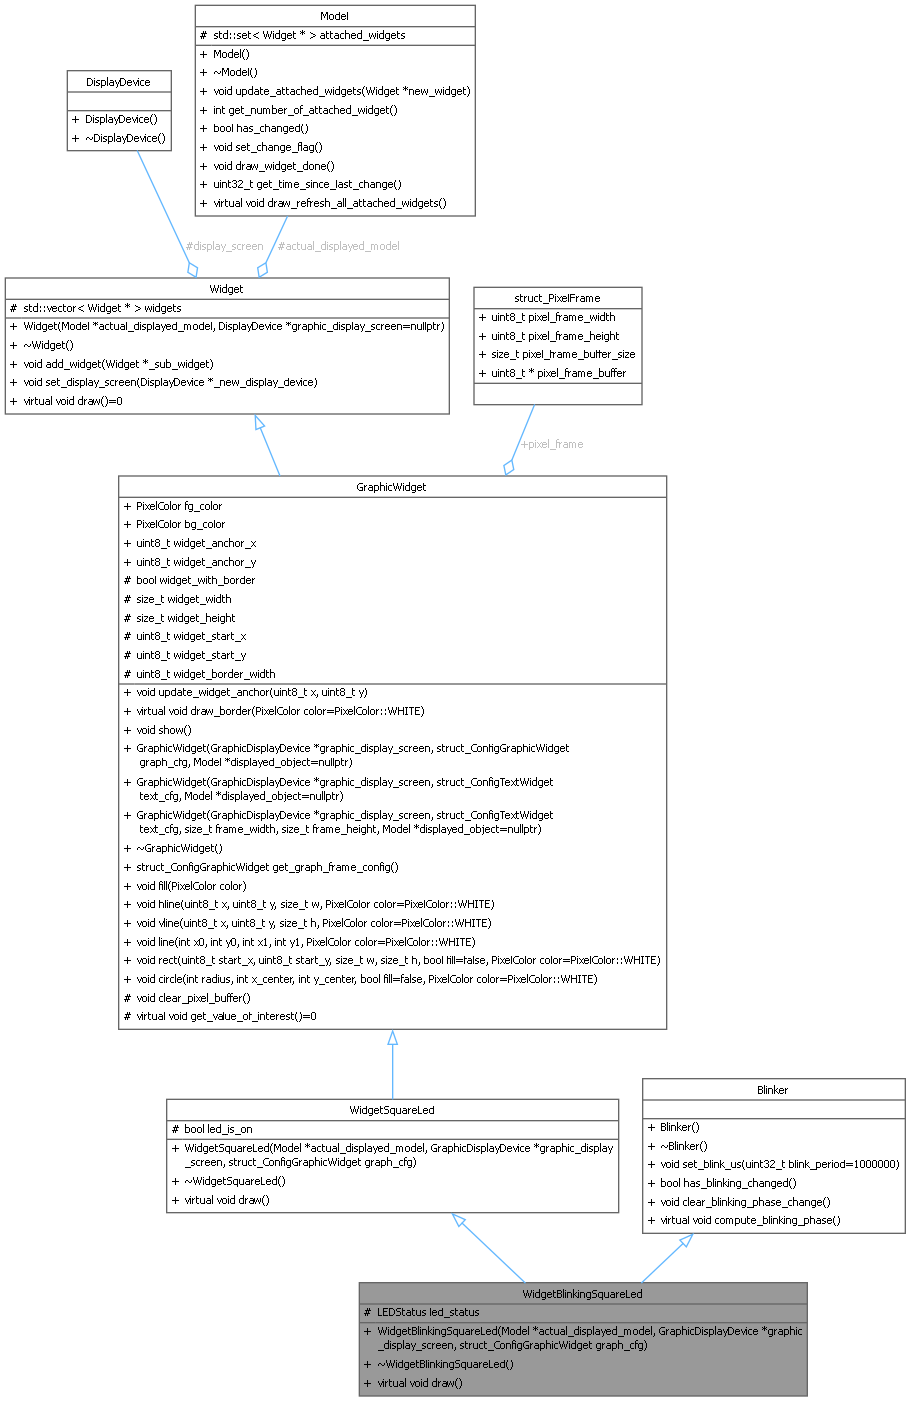 Model
# std::set< Widget * > attached_widgets
+ Model()
+ ~Model()
+ void update_attached_widgets(Widget *new_widget)
+ int get_number_of_attached_widget()
+ bool has_changed()
+ void set_change_flag()
+ void draw_widget_done()
+ uint32_t get_time_since_last_change()
+ virtual void draw_refresh_all_attached_widgets()
DisplayDevice
+ DisplayDevice()
+ ~DisplayDevice()
#display_screen
#actual_displayed_model
Widget
# std::vector< Widget * > widgets
+ Widget(Model *actual_displayed_model, DisplayDevice *graphic_display_screen=nullptr)
+ ~Widget()
+ void add_widget(Widget *_sub_widget)
+ void set_display_screen(DisplayDevice *_new_display_device)
+ virtual void draw()=0
struct_PixelFrame
+ uint8_t pixel_frame_width
+ uint8_t pixel_frame_height
+ size_t pixel_frame_buffer_size
+ uint8_t * pixel_frame_buffer
+pixel_frame
GraphicWidget
+ PixelColor fg_color
+ PixelColor bg_color
+ uint8_t widget_anchor_x
+ uint8_t widget_anchor_y
# bool widget_with_border
# size_t widget_width
# size_t widget_height
# uint8_t widget_start_x
# uint8_t widget_start_y
# uint8_t widget_border_width
+ void update_widget_anchor(uint8_t x, uint8_t y)
+ virtual void draw_border(PixelColor color=PixelColor::WHITE)
+ void show()
+ GraphicWidget(GraphicDisplayDevice *graphic_display_screen, struct_ConfigGraphicWidget
graph_cfg, Model *displayed_object=nullptr)
+ GraphicWidget(GraphicDisplayDevice *graphic_display_screen, struct_ConfigTextWidget
text_cfg, Model *displayed_object=nullptr)
+ GraphicWidget(GraphicDisplayDevice *graphic_display_screen, struct_ConfigTextWidget
text_cfg, size_t frame_width, size_t frame_height, Model *displayed_object=nullptr)
+ ~GraphicWidget()
+ struct_ConfigGraphicWidget get_graph_frame_config()
+ void fill(PixelColor color)
+ void hline(uint8_t x, uint8_t y, size_t w, PixelColor color=PixelColor::WHITE)
+ void vline(uint8_t x, uint8_t y, size_t h, PixelColor color=PixelColor::WHITE)
+ void line(int x0, int y0, int x1, int y1, PixelColor color=PixelColor::WHITE)
+ void rect(uint8_t start_x, uint8_t start_y, size_t w, size_t h, bool fill=false, PixelColor color=PixelColor::WHITE)
+ void circle(int radius, int x_center, int y_center, bool fill=false, PixelColor color=PixelColor::WHITE)
# void clear_pixel_buffer()
# virtual void get_value_of_interest()=0
WidgetSquareLed
# bool led_is_on
+ WidgetSquareLed(Model *actual_displayed_model, GraphicDisplayDevice *graphic_display
_screen, struct_ConfigGraphicWidget graph_cfg)
+ ~WidgetSquareLed()
+ virtual void draw()
Blinker
+ Blinker()
+ ~Blinker()
+ void set_blink_us(uint32_t blink_period=1000000)
+ bool has_blinking_changed()
+ void clear_blinking_phase_change()
+ virtual void compute_blinking_phase()
WidgetBlinkingSquareLed
# LEDStatus led_status
+ WidgetBlinkingSquareLed(Model *actual_displayed_model, GraphicDisplayDevice *graphic
_display_screen, struct_ConfigGraphicWidget graph_cfg)
+ ~WidgetBlinkingSquareLed()
+ virtual void draw()